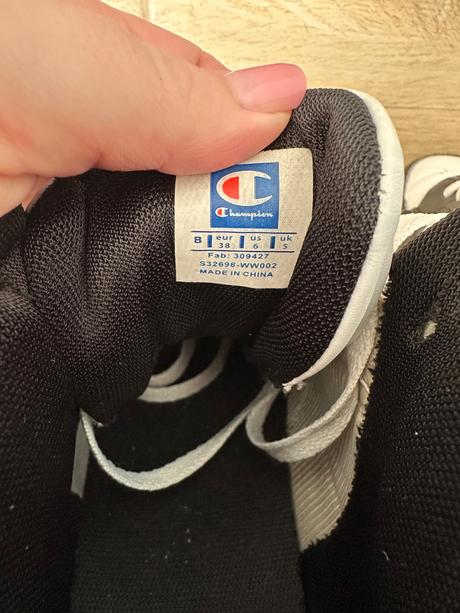 Champion
B | eur | us | uk
38 | 6 | 5
Fab: 309427
S32698-WW002
MADE IN CHINA